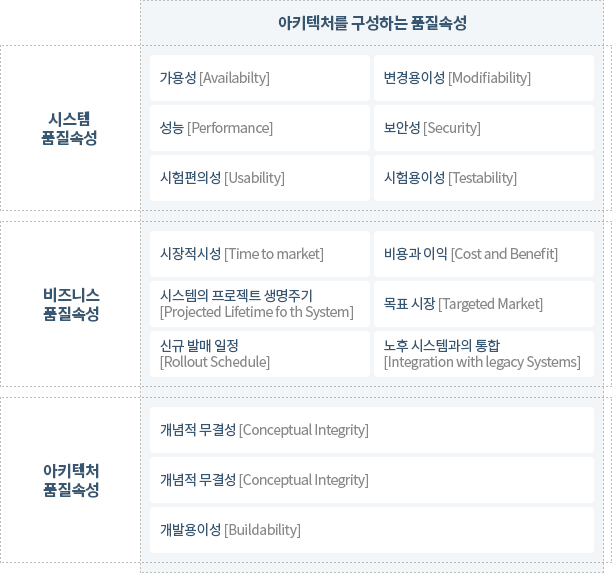 아키텍처를 구성하는 품질속성
시스템
품질속성
가용성 [Availabilty]
변경용이성 [Modifiability]
성능 [Performance]
보안성 [Security]
시험편의성 [Usability]
시험용이성 [Testability]
비즈니스
품질속성
시장적시성 [Time to market]
비용과 이익 [Cost and Benefit]
시스템의 프로젝트 생명주기
[Projected Lifetime fo th System]
목표 시장 [Targeted Market]
신규 발매 일정
[Rollout Schedule]
노후 시스템과의 통합
[Integration with legacy Systems]
아키텍처
품질속성
개념적 무결성 [Conceptual Integrity]
개념적 무결성 [Conceptual Integrity]
개발용이성 [Buildability]